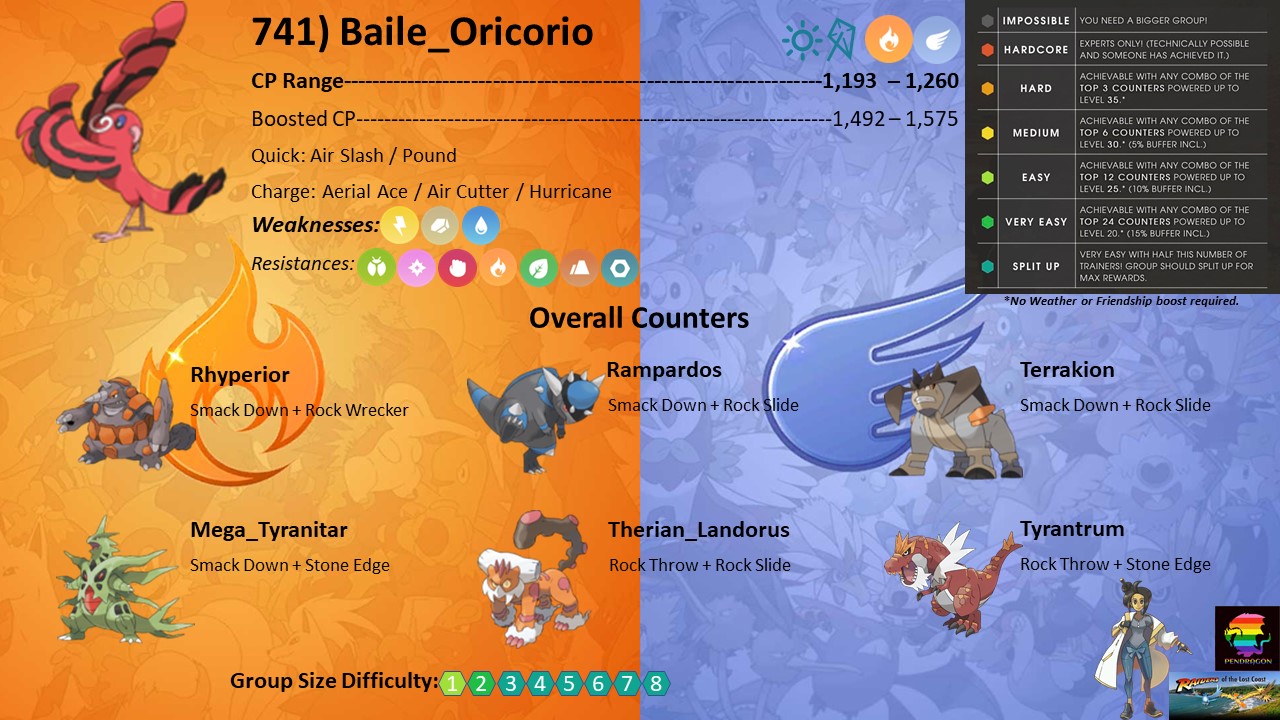 741) Baile_Oricorio
CP Range--------------------------------------------------------------------1,193 – 1,260
Boosted CP--------------------------------------------------------------------1,492 – 1,575
Quick: Air Slash / Pound
Charge: Aerial Ace / Air Cutter / Hurricane
Weaknesses:
Resistances:
IMPOSSIBLE YOU NEED A BIGGER GROUP!
HARDCORE EXPERTS ONLY! (TECHNICALLY POSSIBLE
AND SOMEONE HAS ACHIEVED IT.)
HARD ACHIEVABLE WITH ANY COMBO OF THE
TOP 3 COUNTERS POWERED UP TO
LEVEL 35.*
MEDIUM ACHIEVABLE WITH ANY COMBO OF THE
TOP 6 COUNTERS POWERED UP TO
LEVEL 30.* (5% BUFFER INCL.)
EASY ACHIEVABLE WITH ANY COMBO OF THE
TOP 12 COUNTERS POWERED UP TO
LEVEL 25.* (10% BUFFER INCL.)
VERY EASY ACHIEVABLE WITH ANY COMBO OF THE
TOP 24 COUNTERS POWERED UP TO
LEVEL 20.* (15% BUFFER INCL.)
SPLIT UP VERY EASY WITH HALF THIS NUMBER OF
TRAINERS! GROUP SHOULD SPLIT UP FOR
MAX REWARDS.
*No Weather or Friendship boost required.
Overall Counters
Rhyperior
Smack Down + Rock Wrecker
Rampardos
Smack Down + Rock Slide
Terrakion
Smack Down + Rock Slide
Mega_Tyranitar
Smack Down + Stone Edge
Therian_Landorus
Rock Throw + Rock Slide
Tyrantrum
Rock Throw + Stone Edge
Group Size Difficulty: 1 2 3 4 5 6 7 8
PENDRAGON
RAIDERS of the Lost Coast